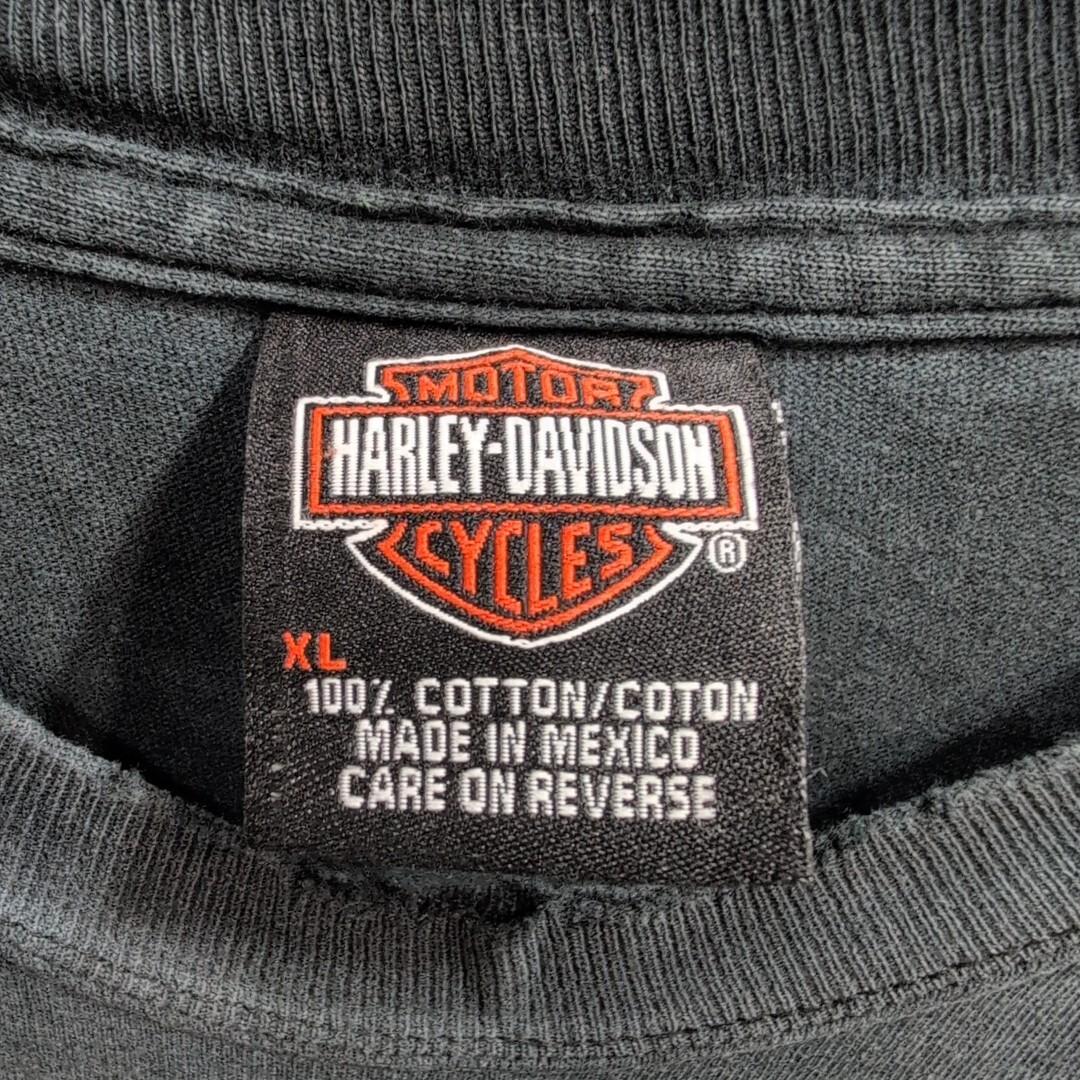 MOTOR
HARLEY-DAVIDSON
CYCLES
®
XL
100% COTTON/COTON
MADE IN MEXICO
CARE ON REVERSE